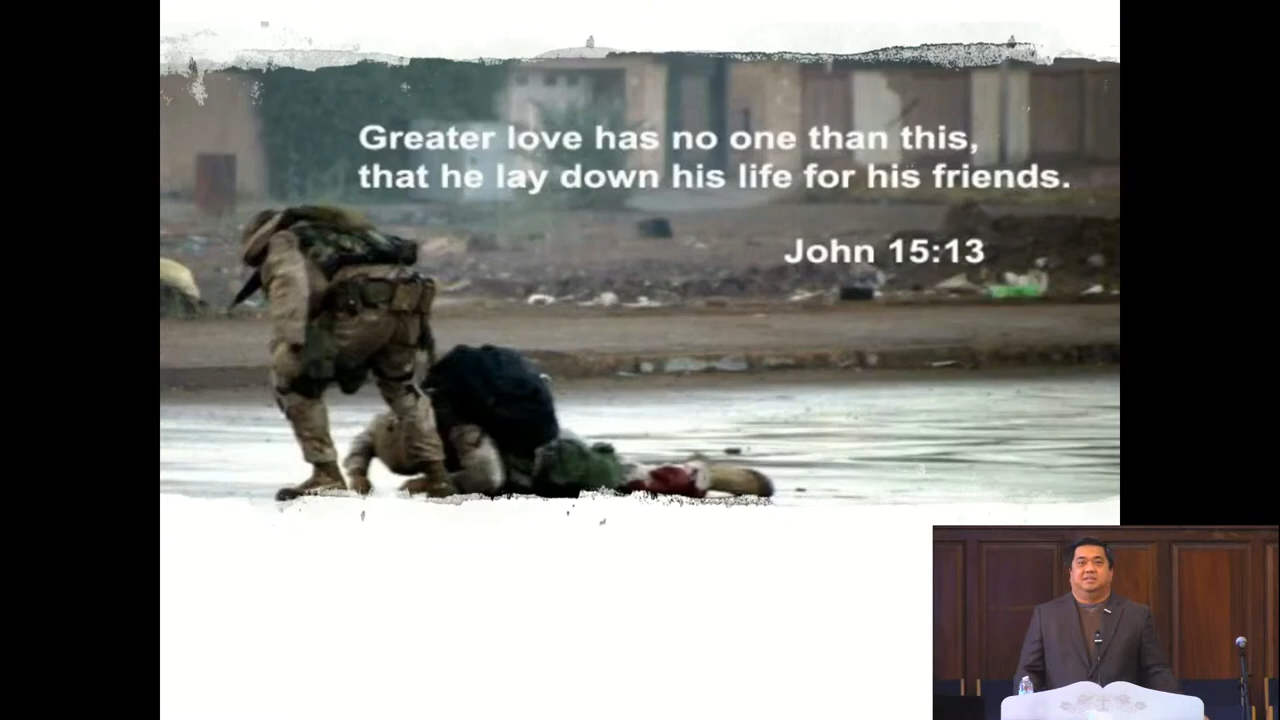 Greater love has no one than this,
that he lay down his life for his friends.
John 15:13